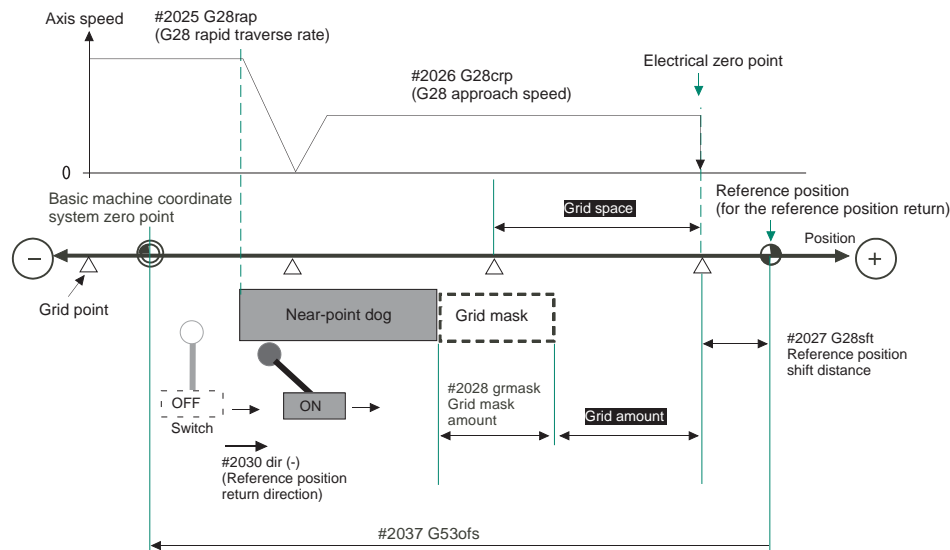 Axis speed
#2025 G28rap
(G28 rapid traverse rate)
Electrical zero point
#2026 G28crp
(G28 approach speed)
0
Basic machine coordinate
system zero point
Reference position
(for the reference position return)
Grid space
Position
−
+
Grid point
Near-point dog
Grid mask
#2027 G28sft
Reference position
shift distance
OFF
ON
Switch
#2028 grmask
Grid mask
amount
Grid amount
#2030 dir (-)
(Reference position
return direction)
#2037 G53ofs